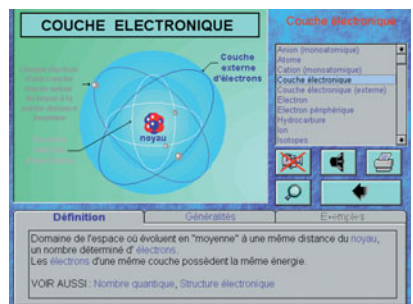 COUCHE ELECTRONIQUE
Couche électronique
Couche
externe
d'électrons
noyau
Anion (monoatomique)
Atome
Cation (monoatomique)
Couche électronique
Couche électronique (externe)
Electron
Electron périphérique
Hydrocarbure
Ion
Isotopes
Définition
Généralités
Exemples
Domaine de l'espace où évoluent en "moyenne" à une même distance du noyau,
un nombre déterminé d' électrons.
Les électrons d'une même couche possèdent la même énergie.
VOIR AUSSI: Nombre quantique, Structure électronique